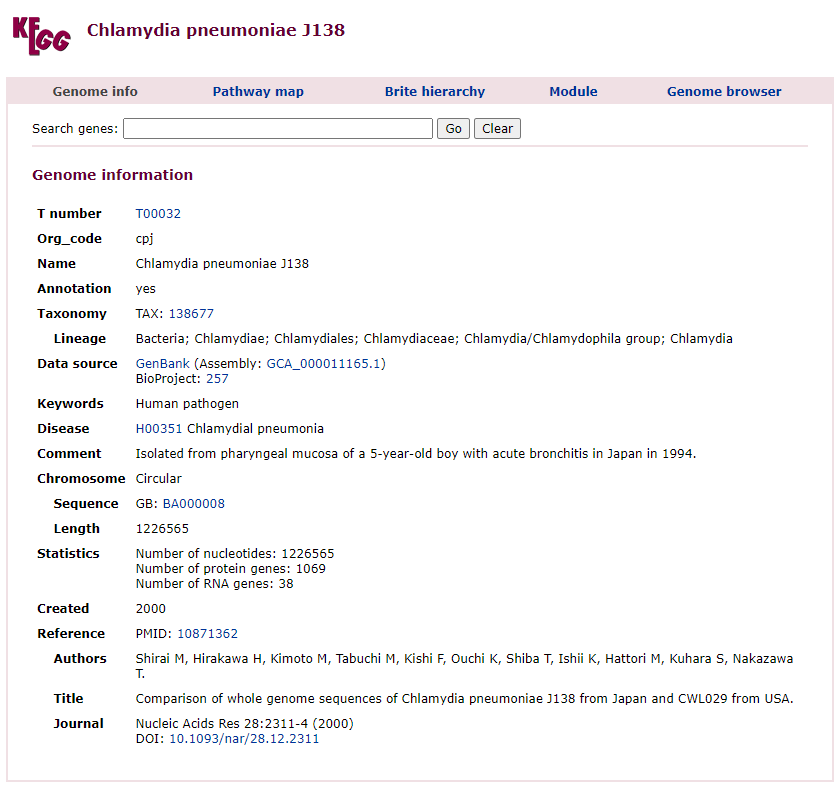 KEGG
Chlamydia pneumoniae J138
Genome info Pathway map Brite hierarchy Module Genome browser
Search genes: Go Clear
Genome information
T number T00032
Org_code cpj
Name Chlamydia pneumoniae J138
Annotation yes
Taxonomy TAX: 138677
Lineage Bacteria; Chlamydiae; Chlamydiales; Chlamydiaceae; Chlamydia/Chlamydophila group; Chlamydia
Data source GenBank (Assembly: GCA_000011165.1)
BioProject: 257
Keywords Human pathogen
Disease H00351 Chlamydial pneumonia
Comment Isolated from pharyngeal mucosa of a 5-year-old boy with acute bronchitis in Japan in 1994.
Chromosome Circular
Sequence GB: BA000008
Length 1226565
Statistics Number of nucleotides: 1226565
Number of protein genes: 1069
Number of RNA genes: 38
Created 2000
Reference PMID: 10871362
Authors Shirai M, Hirakawa H, Kimoto M, Tabuchi M, Kishi F, Ouchi K, Shiba T, Ishii K, Hattori M, Kuhara S, Nakazawa
T.
Title Comparison of whole genome sequences of Chlamydia pneumoniae J138 from Japan and CWL029 from USA.
Journal Nucleic Acids Res 28:2311-4 (2000)
DOI: 10.1093/nar/28.12.2311